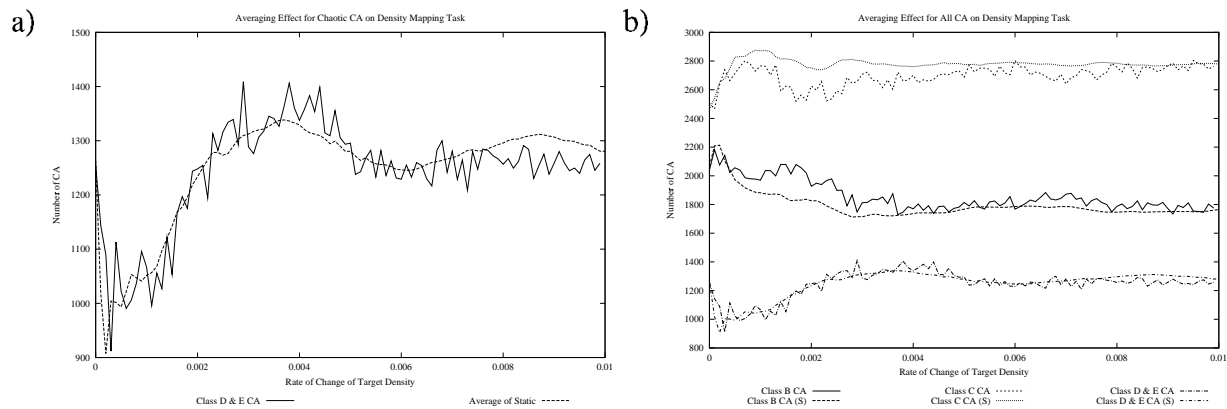 a)
Averaging Effect for Chaotic CA on Density Mapping Task
1500
1400
1300
1200
1100
1000
900
Number of CA
0
0.002
0.004
0.006
0.008
0.01
Rate of Change of Target Density
Class D & E CA
Average of Static
b)
Averaging Effect for All CA on Density Mapping Task
3000
2800
2600
2400
2200
2000
1800
1600
1400
1200
1000
800
Number of CA
0
0.002
0.004
0.006
0.008
0.01
Rate of Change of Target Density
Class B CA
Class C CA
Class D & E CA
Class B CA (S)
Class C CA (S)
Class D & E CA (S)